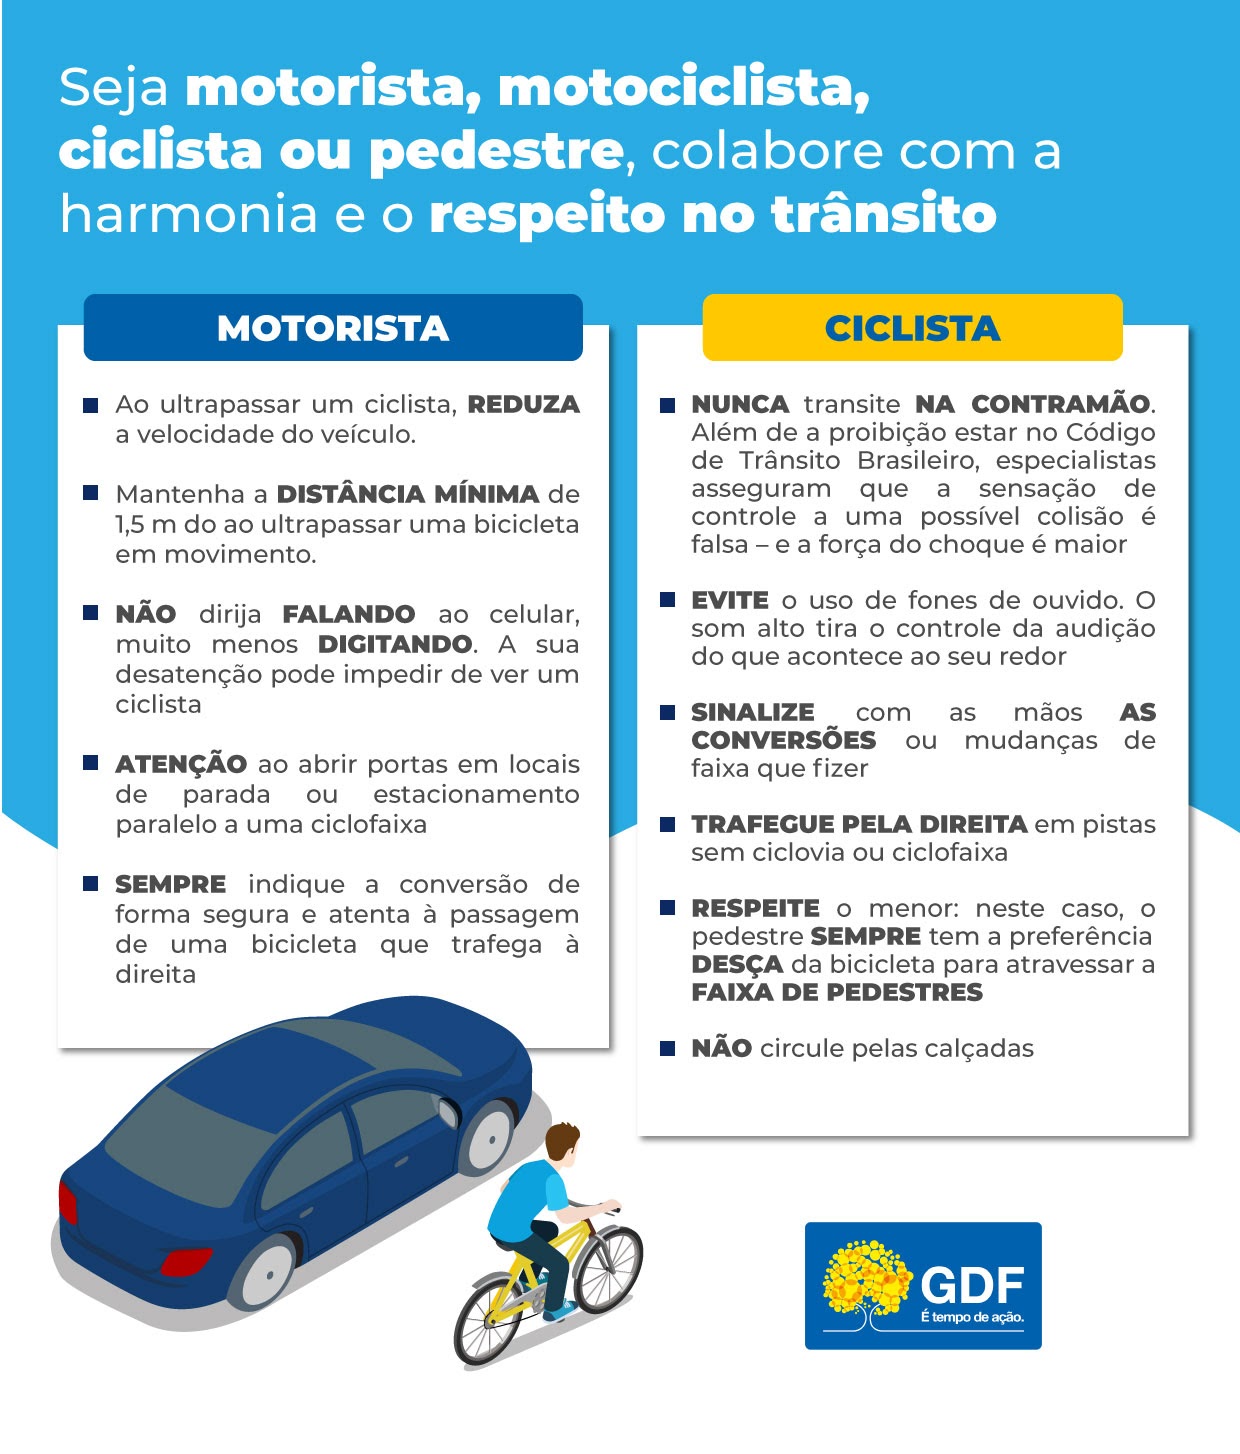 Seja motorista, motociclista,
ciclista ou pedestre, colabore com a
harmonia e o respeito no trânsito
MOTORISTA
Ao ultrapassar um ciclista, REDUZA
a velocidade do veículo.
Mantenha a DISTÂNCIA MÍNIMA de
1,5 m do ao ultrapassar uma bicicleta
em movimento.
NÃO dirija FALANDO ao celular,
muito menos DIGITANDO. A sua
desatenção pode impedir de ver um
ciclista
ATENÇÃO ao abrir portas em locais
de parada ou estacionamento
paralelo a uma ciclofaixa
SEMPRE indique a conversão de
forma segura e atenta à passagem
de uma bicicleta que trafega à
direita
CICLISTA
NUNCA transite NA CONTRAMÃO.
Além de a proibição estar no Código
de Trânsito Brasileiro, especialistas
asseguram que a sensação de
controle a uma possível colisão é
falsa – e a força do choque é maior
EVITE o uso de fones de ouvido. O
som alto tira o controle da audição
do que acontece ao seu redor
SINALIZE com as mãos AS
CONVERSÕES ou mudanças de
faixa que fizer
TRAFEGUE PELA DIREITA em pistas
sem ciclovia ou ciclofaixa
RESPEITE o menor: neste caso, o
pedestre SEMPRE tem a preferência
DESÇA da bicicleta para atravessar a
FAIXA DE PEDESTRES
NÃO circule pelas calçadas
GDF
É tempo de ação.